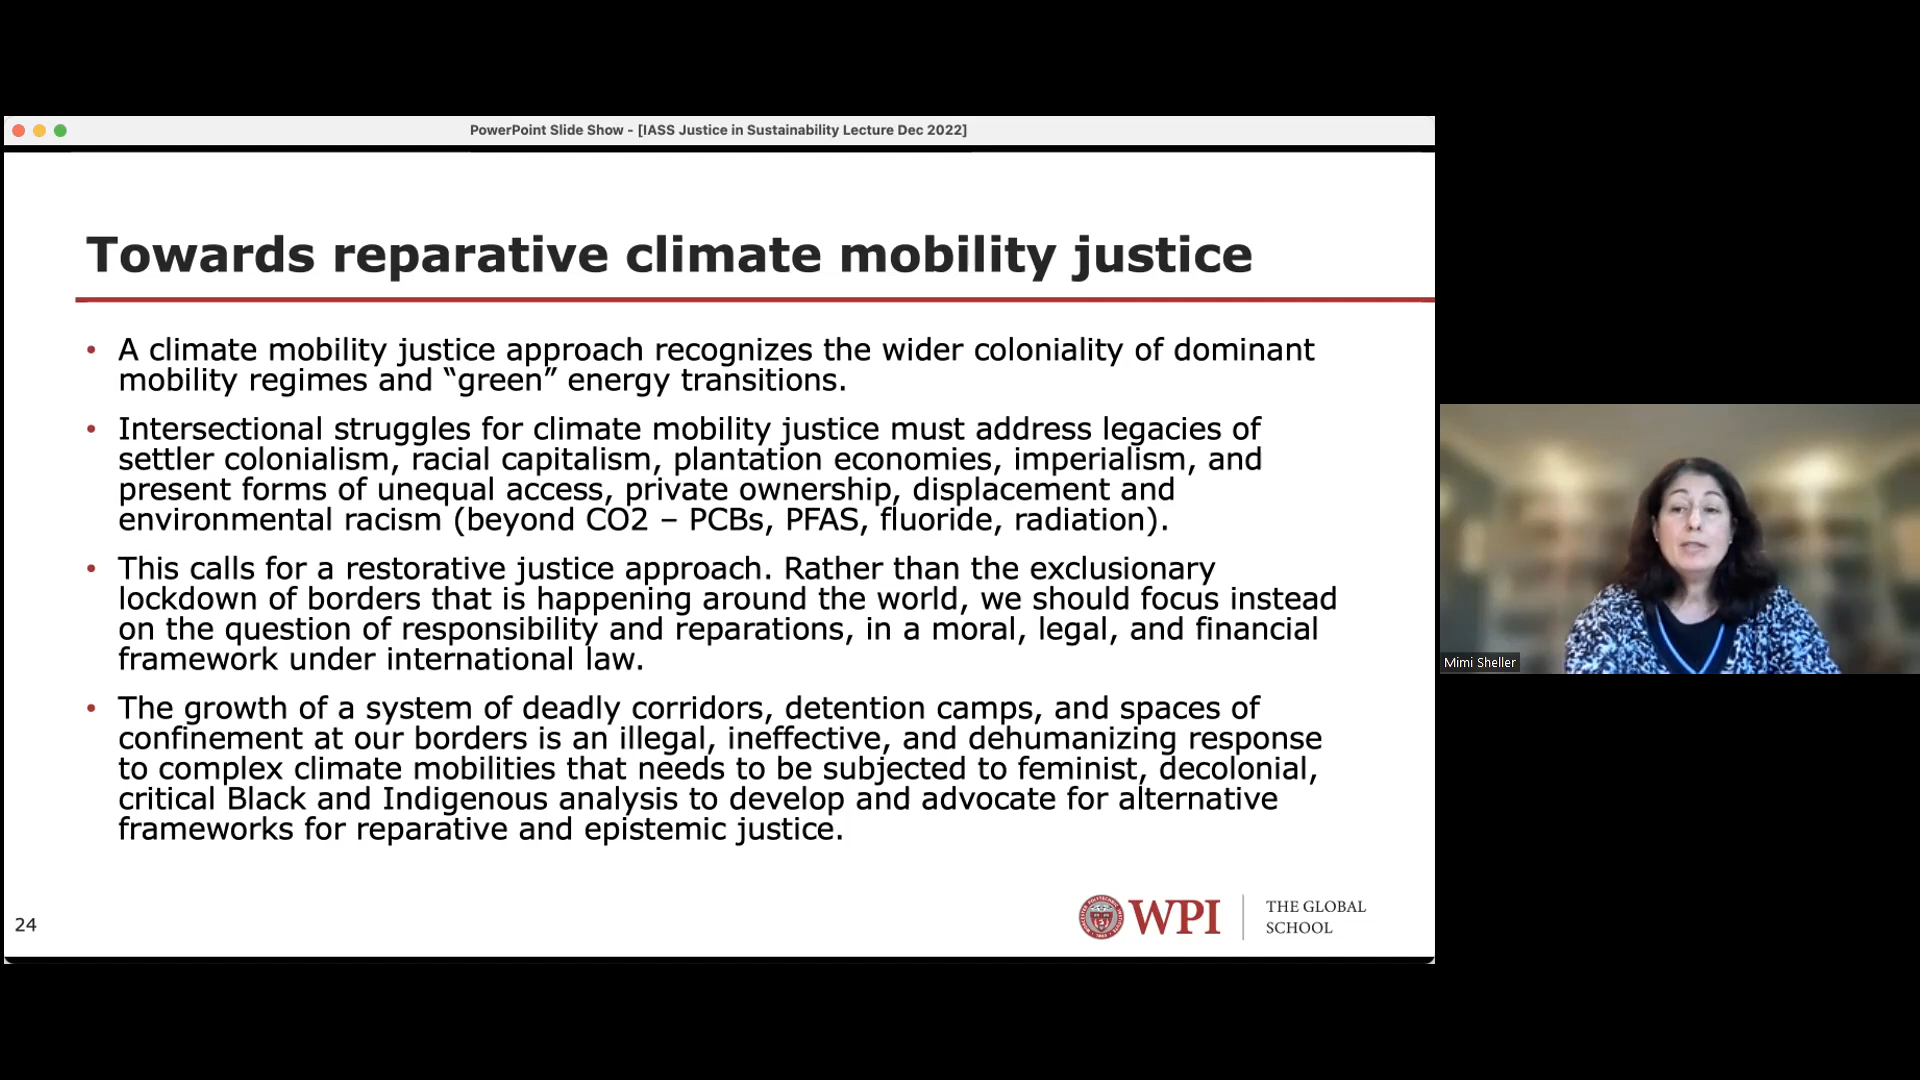 PowerPoint Slide Show - [IASS Justice in Sustainability Lecture Dec 2022]
Towards reparative climate mobility justice
• A climate mobility justice approach recognizes the wider coloniality of dominant
mobility regimes and “green” energy transitions.
• Intersectional struggles for climate mobility justice must address legacies of
settler colonialism, racial capitalism, plantation economies, imperialism, and
present forms of unequal access, private ownership, displacement and
environmental racism (beyond CO2 – PCBs, PFAS, fluoride, radiation).
• This calls for a restorative justice approach. Rather than the exclusionary
lockdown of borders that is happening around the world, we should focus instead
on the question of responsibility and reparations, in a moral, legal, and financial
framework under international law.
• The growth of a system of deadly corridors, detention camps, and spaces of
confinement at our borders is an illegal, ineffective, and dehumanizing response
to complex climate mobilities that needs to be subjected to feminist, decolonial,
critical Black and Indigenous analysis to develop and advocate for alternative
frameworks for reparative and epistemic justice.
24
WPI
THE GLOBAL
SCHOOL
Mimi Sheller